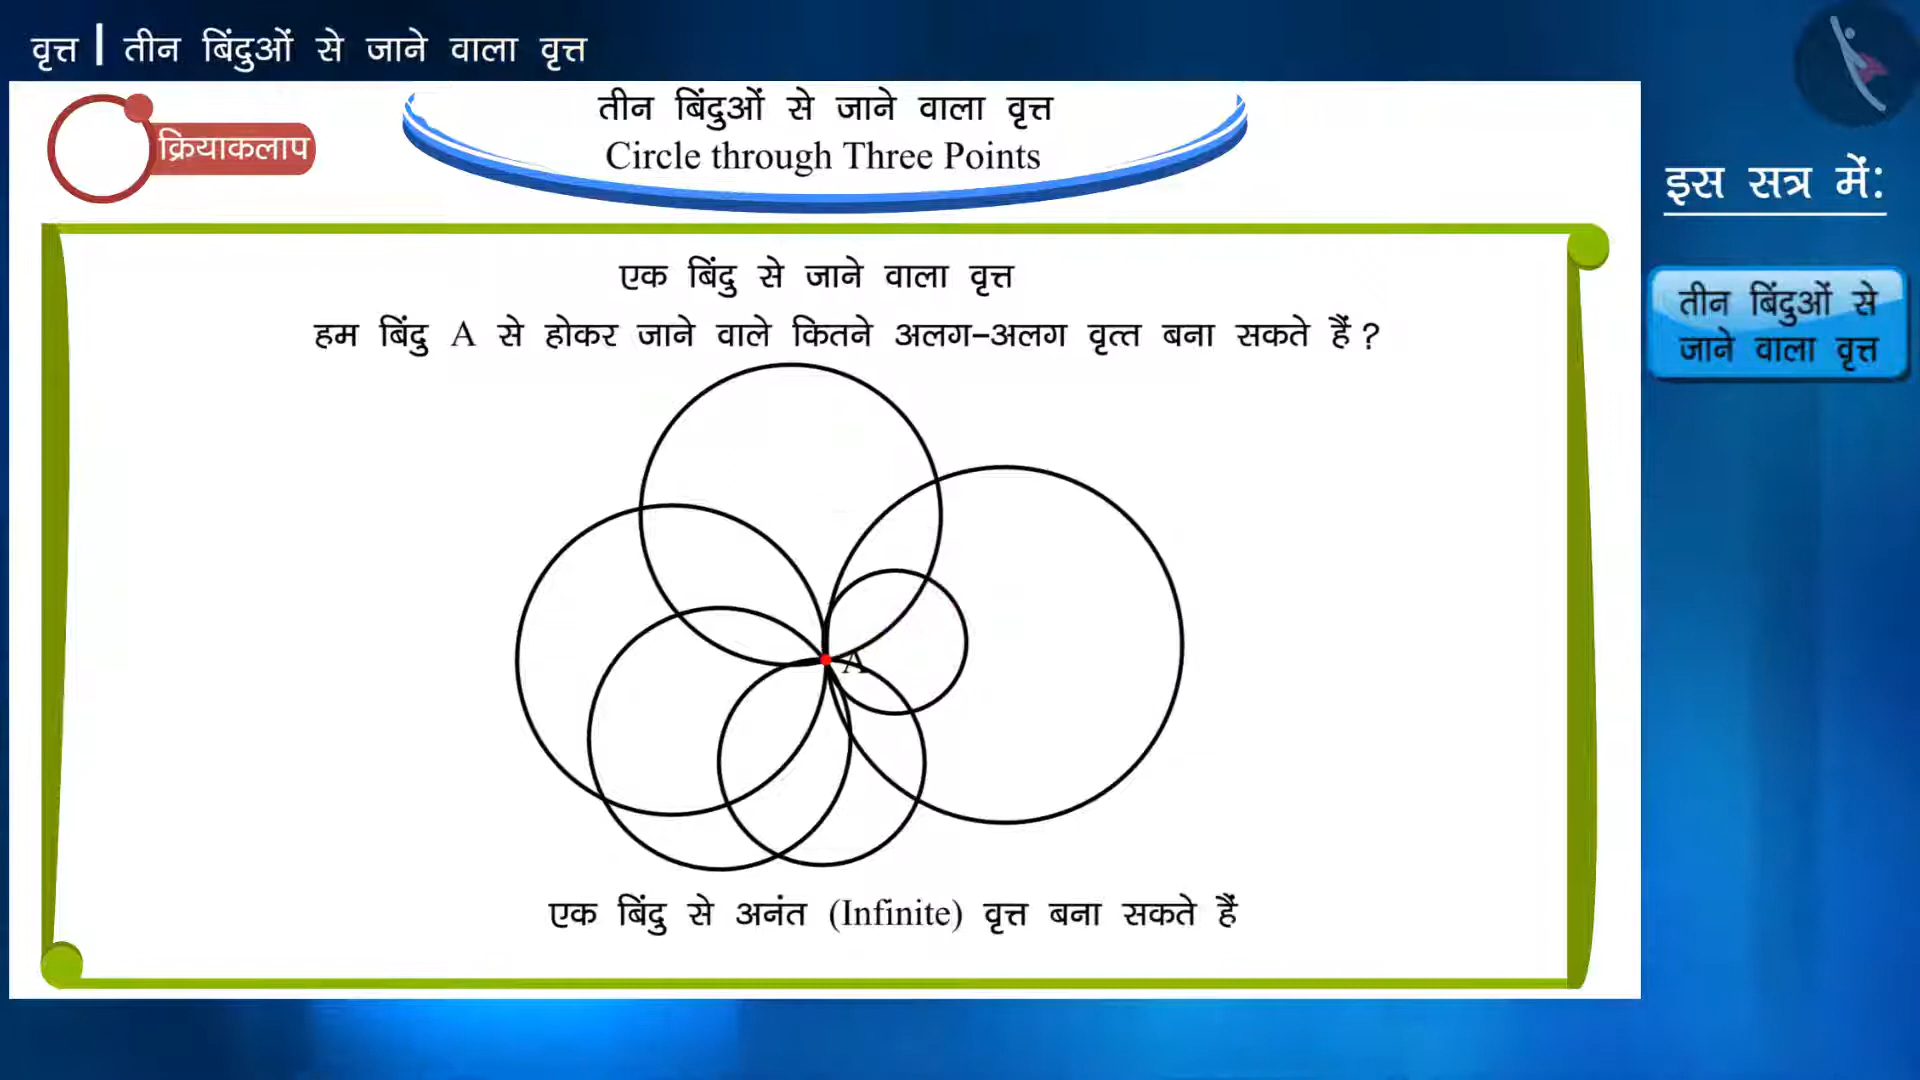 वृत्त | तीन बिंदुओं से जाने वाला वृत्त
क्रियाकलाप
तीन बिंदुओं से जाने वाला वृत्त
Circle through Three Points
एक बिंदु से जाने वाला वृत्त
हम बिंदु A से होकर जाने वाले कितने अलग-अलग वृत्त बना सकते हैं ?
A
एक बिंदु से अनंत (Infinite) वृत्त बना सकते हैं
इस सत्र में:
तीन बिंदुओं से
जाने वाला वृत्त